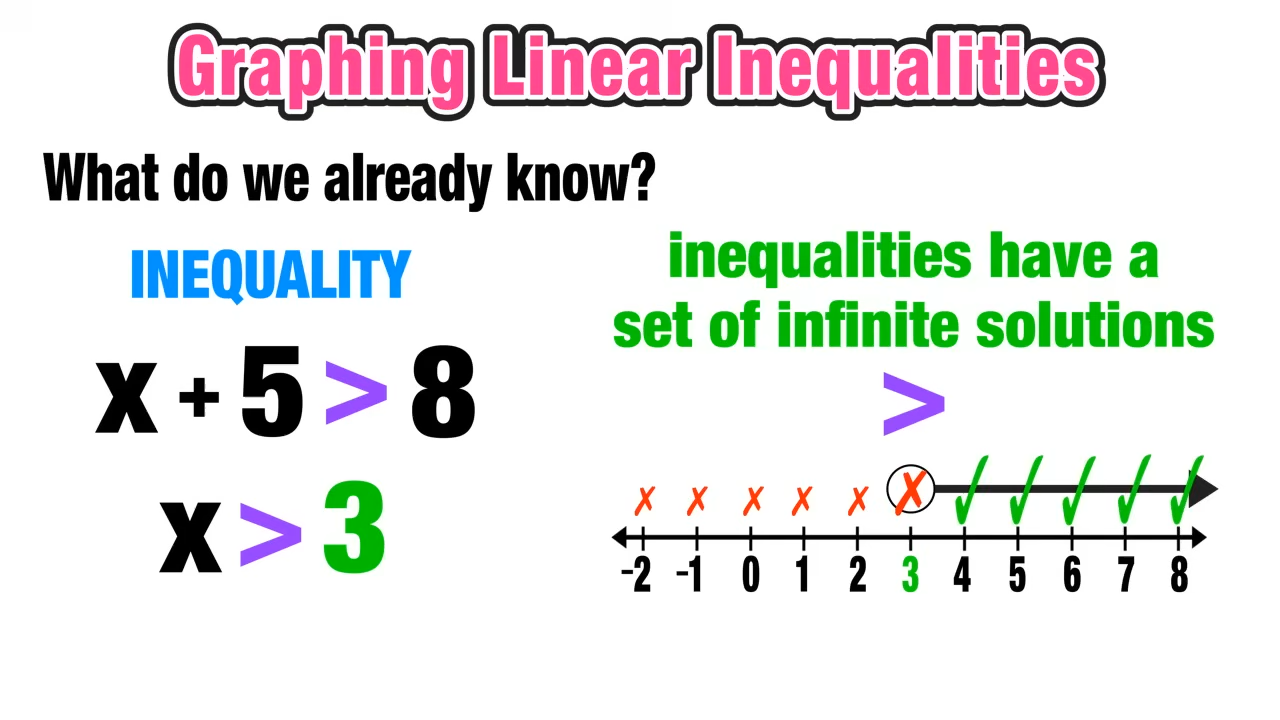 Graphing Linear Inequalities
What do we already know?
INEQUALITY
x + 5 > 8
x > 3
inequalities have a
set of infinite solutions
>
✗ ✗ ✗ ✗ ✗ ✗ ✓ ✓ ✓ ✓ ✓
-2 -1 0 1 2 3 4 5 6 7 8